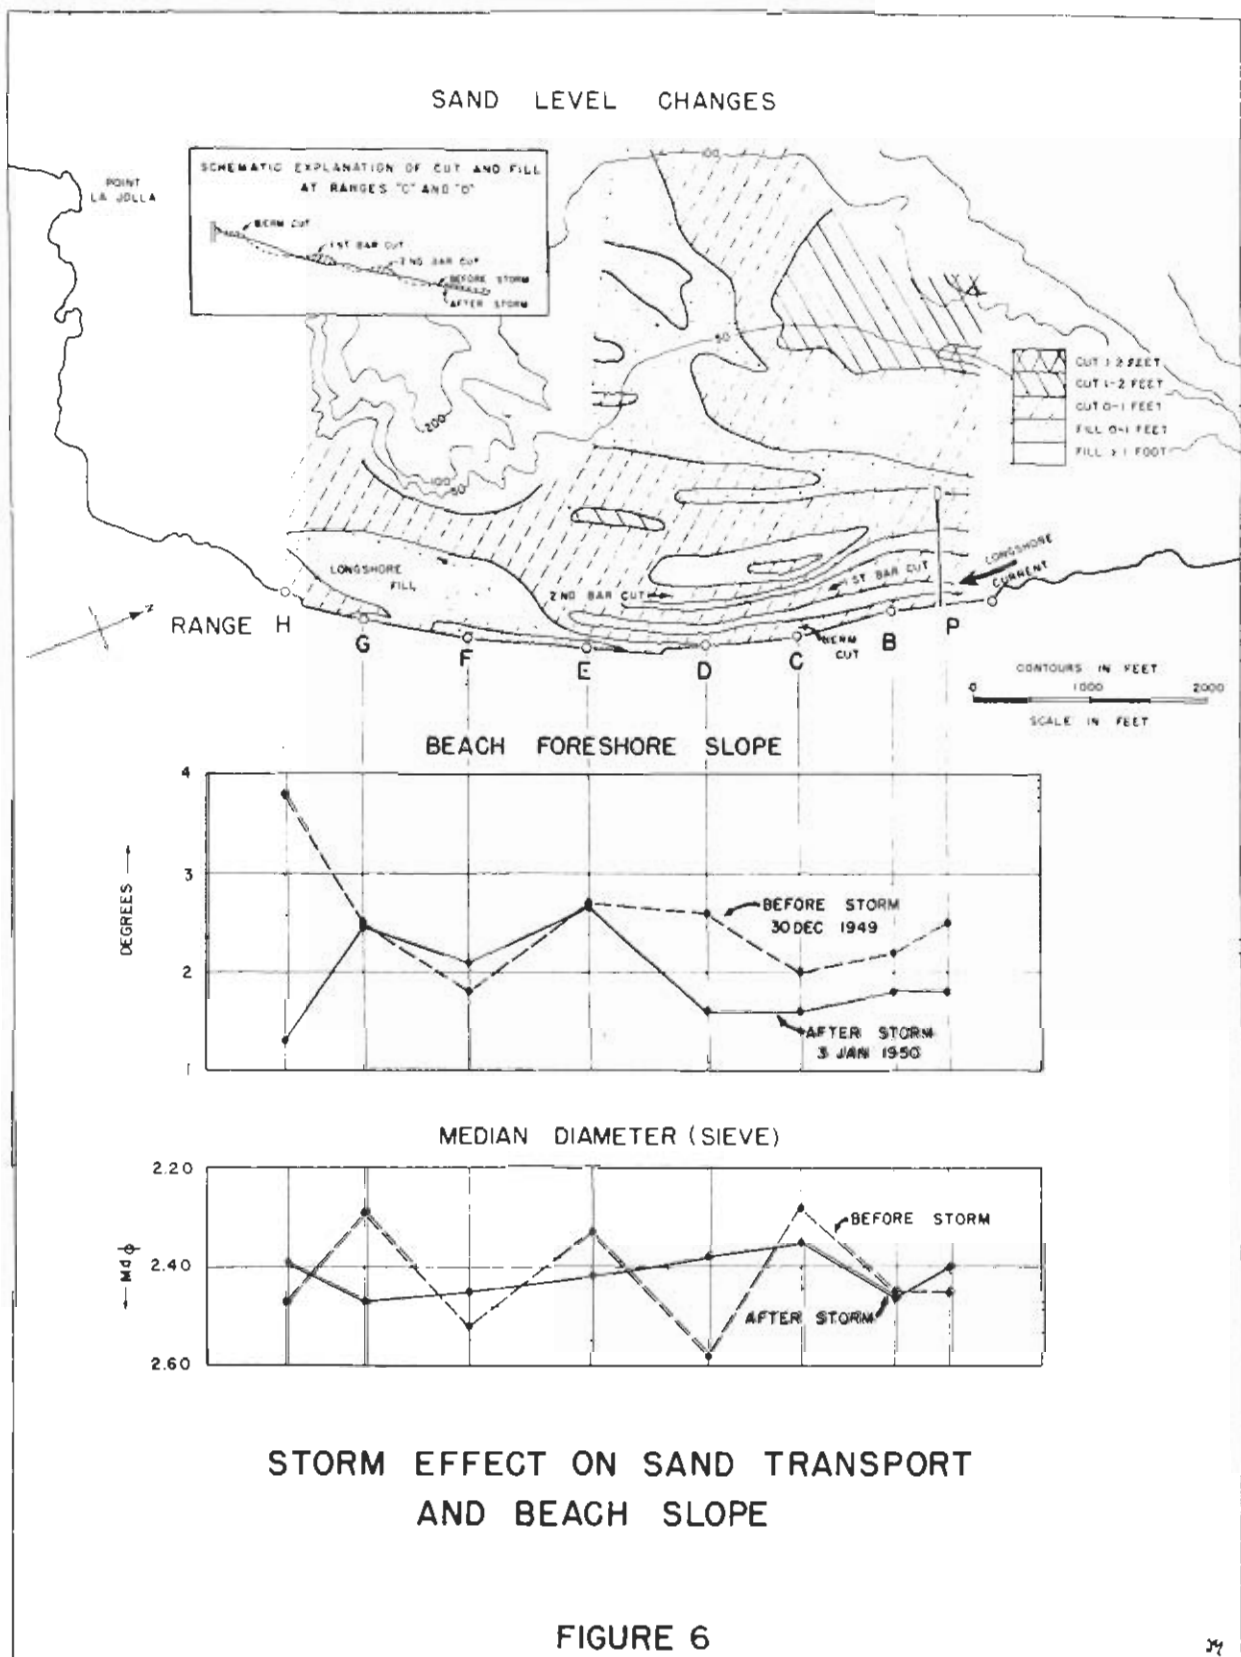 SAND LEVEL CHANGES
POINT
LA JOLLA
SCHEMATIC EXPLANATION OF CUT AND FILL
AT RANGES "C" AND "D"
BERM CUT
1ST BAR CUT
2ND BAR CUT
BEFORE STORM
AFTER STORM
100
50
200
100
50
CUT
CUT 1-2 FEET
CUT 0-1 FEET
FILL 0-1 FEET
FILL >1 FOOT
LONGSHORE
FILL
2ND BAR CUT
1ST BAR CUT
LONGSHORE
CURRENT
BERM
CUT
RANGE H
G
F
E
D
C
B
P
CONTOURS IN FEET
0 1000 2000
SCALE IN FEET
BEACH FORESHORE SLOPE
4
3
2
1
DEGREES
BEFORE STORM
30 DEC 1949
AFTER STORM
3 JAN 1950
MEDIAN DIAMETER (SIEVE)
2.20
2.40
2.60
Md ϕ
BEFORE STORM
AFTER STORM
STORM EFFECT ON SAND TRANSPORT
AND BEACH SLOPE
FIGURE 6